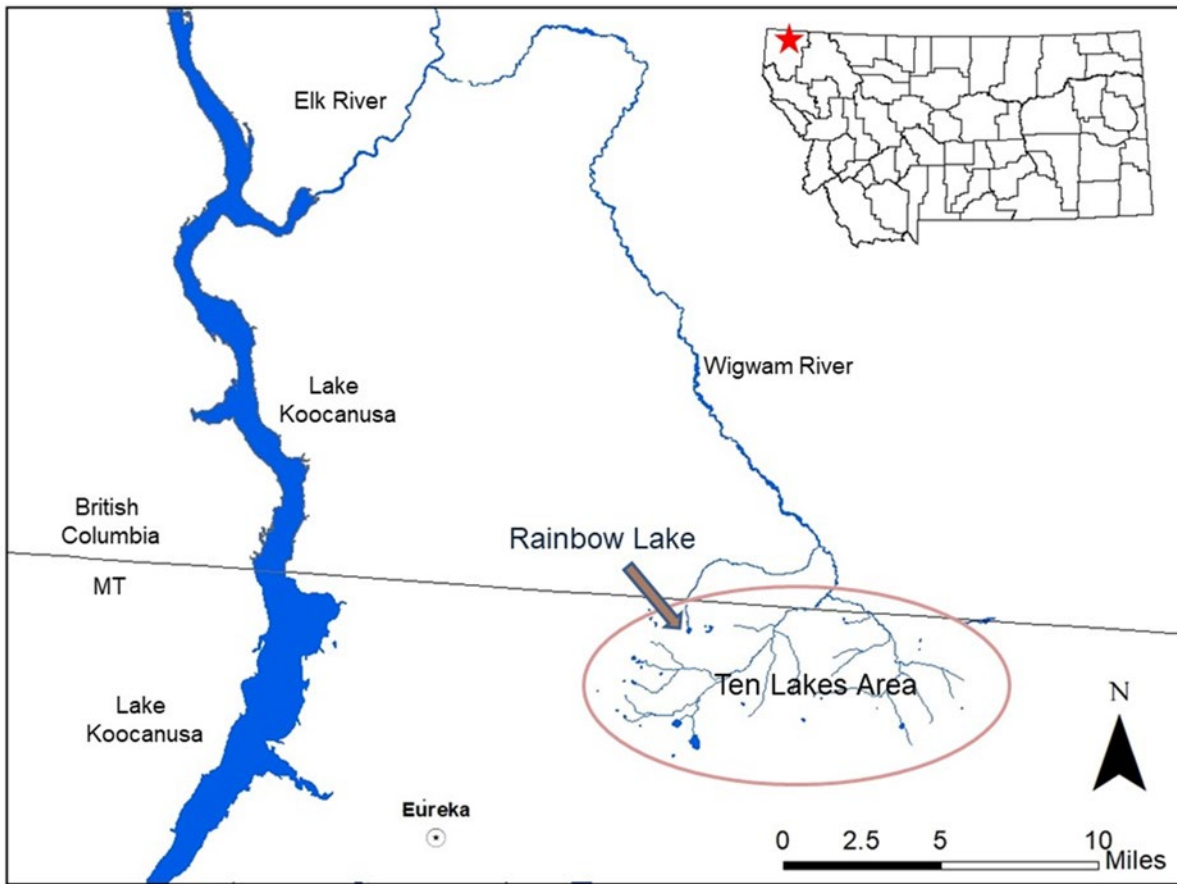 Elk River
Wigwam River
Lake
Koocanusa
British
Columbia
Rainbow Lake
MT
Ten Lakes Area
Lake
Koocanusa
N
Eureka
0 2.5 5 10
Miles